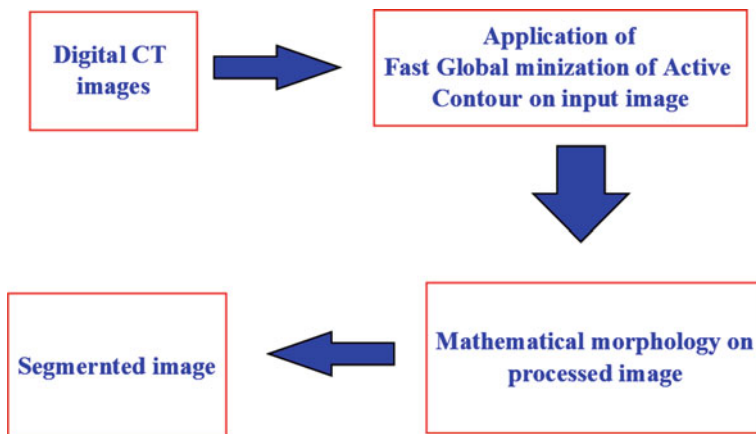 Digital CT
images
Application of
Fast Global minization of Active
Contour on input image
Mathematical morphology on
processed image
Segmernted image